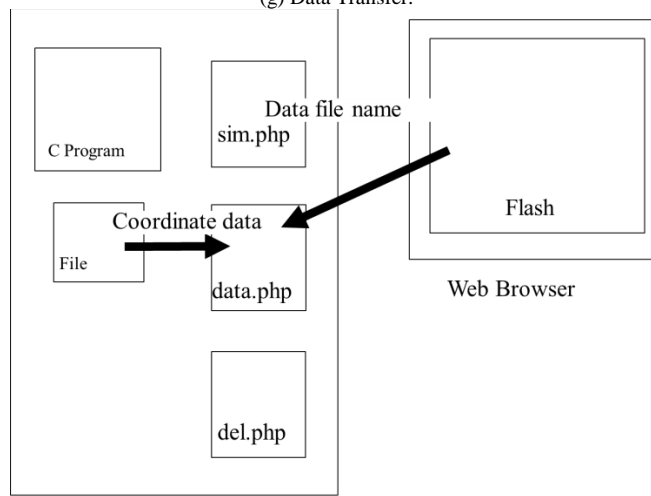 (g) Data Transfer.
Data file name
sim.php
C Program
Flash
Coordinate data
File
data.php
Web Browser
del.php